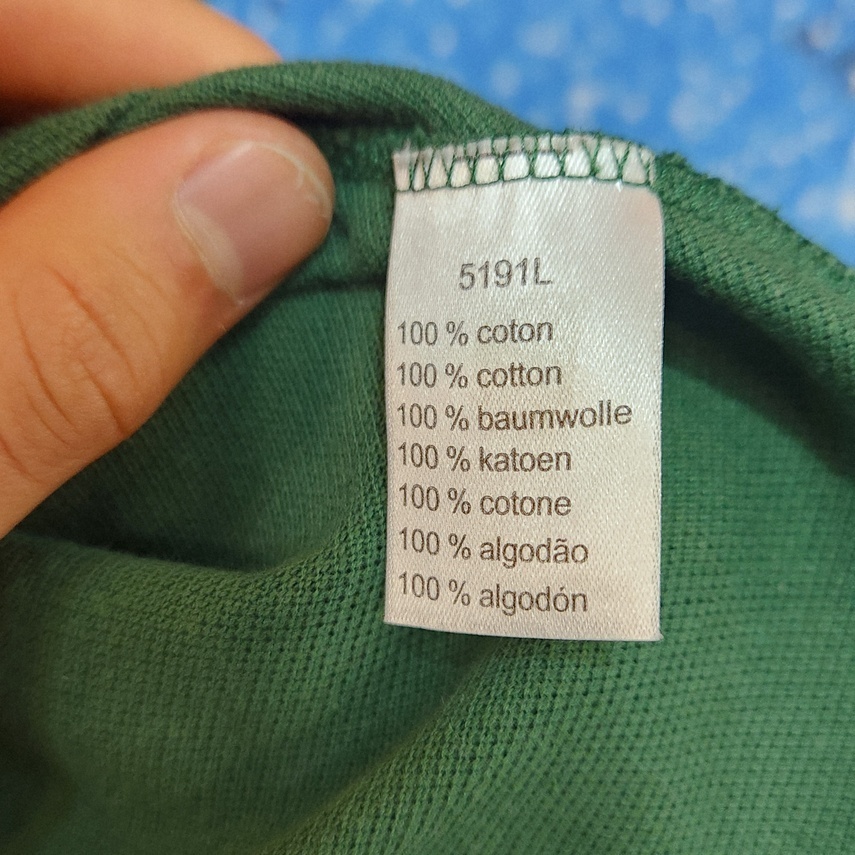 5191L
100 % coton
100 % cotton
100 % baumwolle
100 % katoen
100 % cotone
100 % algodão
100 % algodón